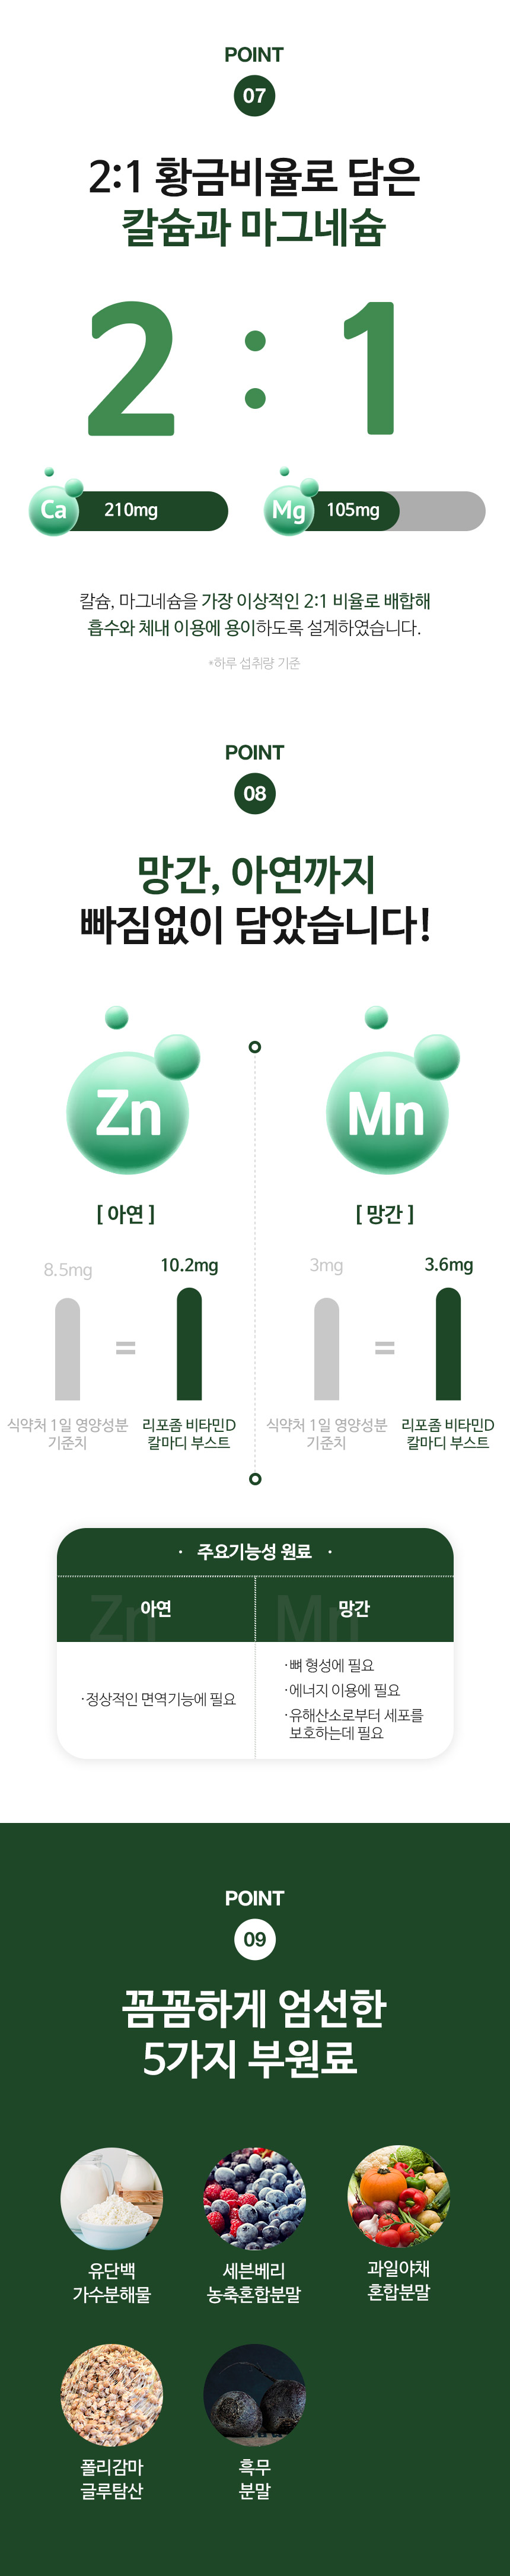 POINT
07
2:1 황금비율로 담은
칼슘과 마그네슘
2 : 1
Ca 210mg
Mg 105mg
칼슘, 마그네슘을 가장 이상적인 2:1 비율로 배합해
흡수와 체내 이용에 용이하도록 설계하였습니다.
*하루 섭취량 기준
POINT
08
망간, 아연까지
빠짐없이 담았습니다!
Zn
[ 아연 ]
8.5mg
=
10.2mg
식약처 1일 영양성분
기준치
리포좀 비타민D
칼마디 부스트
Mn
[ 망간 ]
3mg
=
3.6mg
식약처 1일 영양성분
기준치
리포좀 비타민D
칼마디 부스트
· 주요기능성 원료 ·
Zn
아연
Mn
망간
·정상적인 면역기능에 필요
·뼈 형성에 필요
·에너지 이용에 필요
·유해산소로부터 세포를
보호하는데 필요
POINT
09
꼼꼼하게 엄선한
5가지 부원료
유단백
가수분해물
세븐베리
농축혼합분말
과일야채
혼합분말
폴리감마
글루탐산
흑무
분말